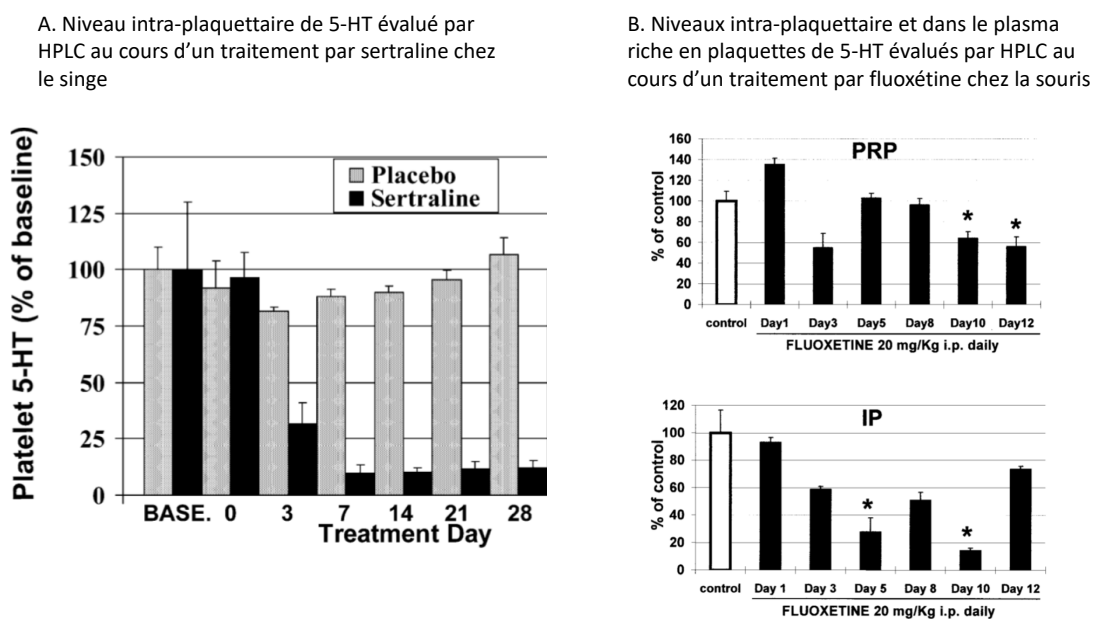 A. Niveau intra-plaquettaire de 5-HT évalué par
HPLC au cours d'un traitement par sertraline chez
le singe
B. Niveaux intra-plaquettaire et dans le plasma
riche en plaquettes de 5-HT évalués par HPLC au
cours d'un traitement par fluoxétine chez la souris
Platelet 5-HT (% of baseline)
150
125
100
75
50
25
0
Placebo
Sertraline
BASE. 0 3 7 14 21 28
Treatment Day
PRP
% of control
160
140
120
100
80
60
40
20
0
* *
control Day1 Day3 Day5 Day8 Day10 Day12
FLUOXETINE 20 mg/Kg i.p. daily
IP
% of control
120
100
80
60
40
20
0
* *
control Day 1 Day 3 Day 5 Day 8 Day 10 Day 12
FLUOXETINE 20 mg/Kg i.p. daily